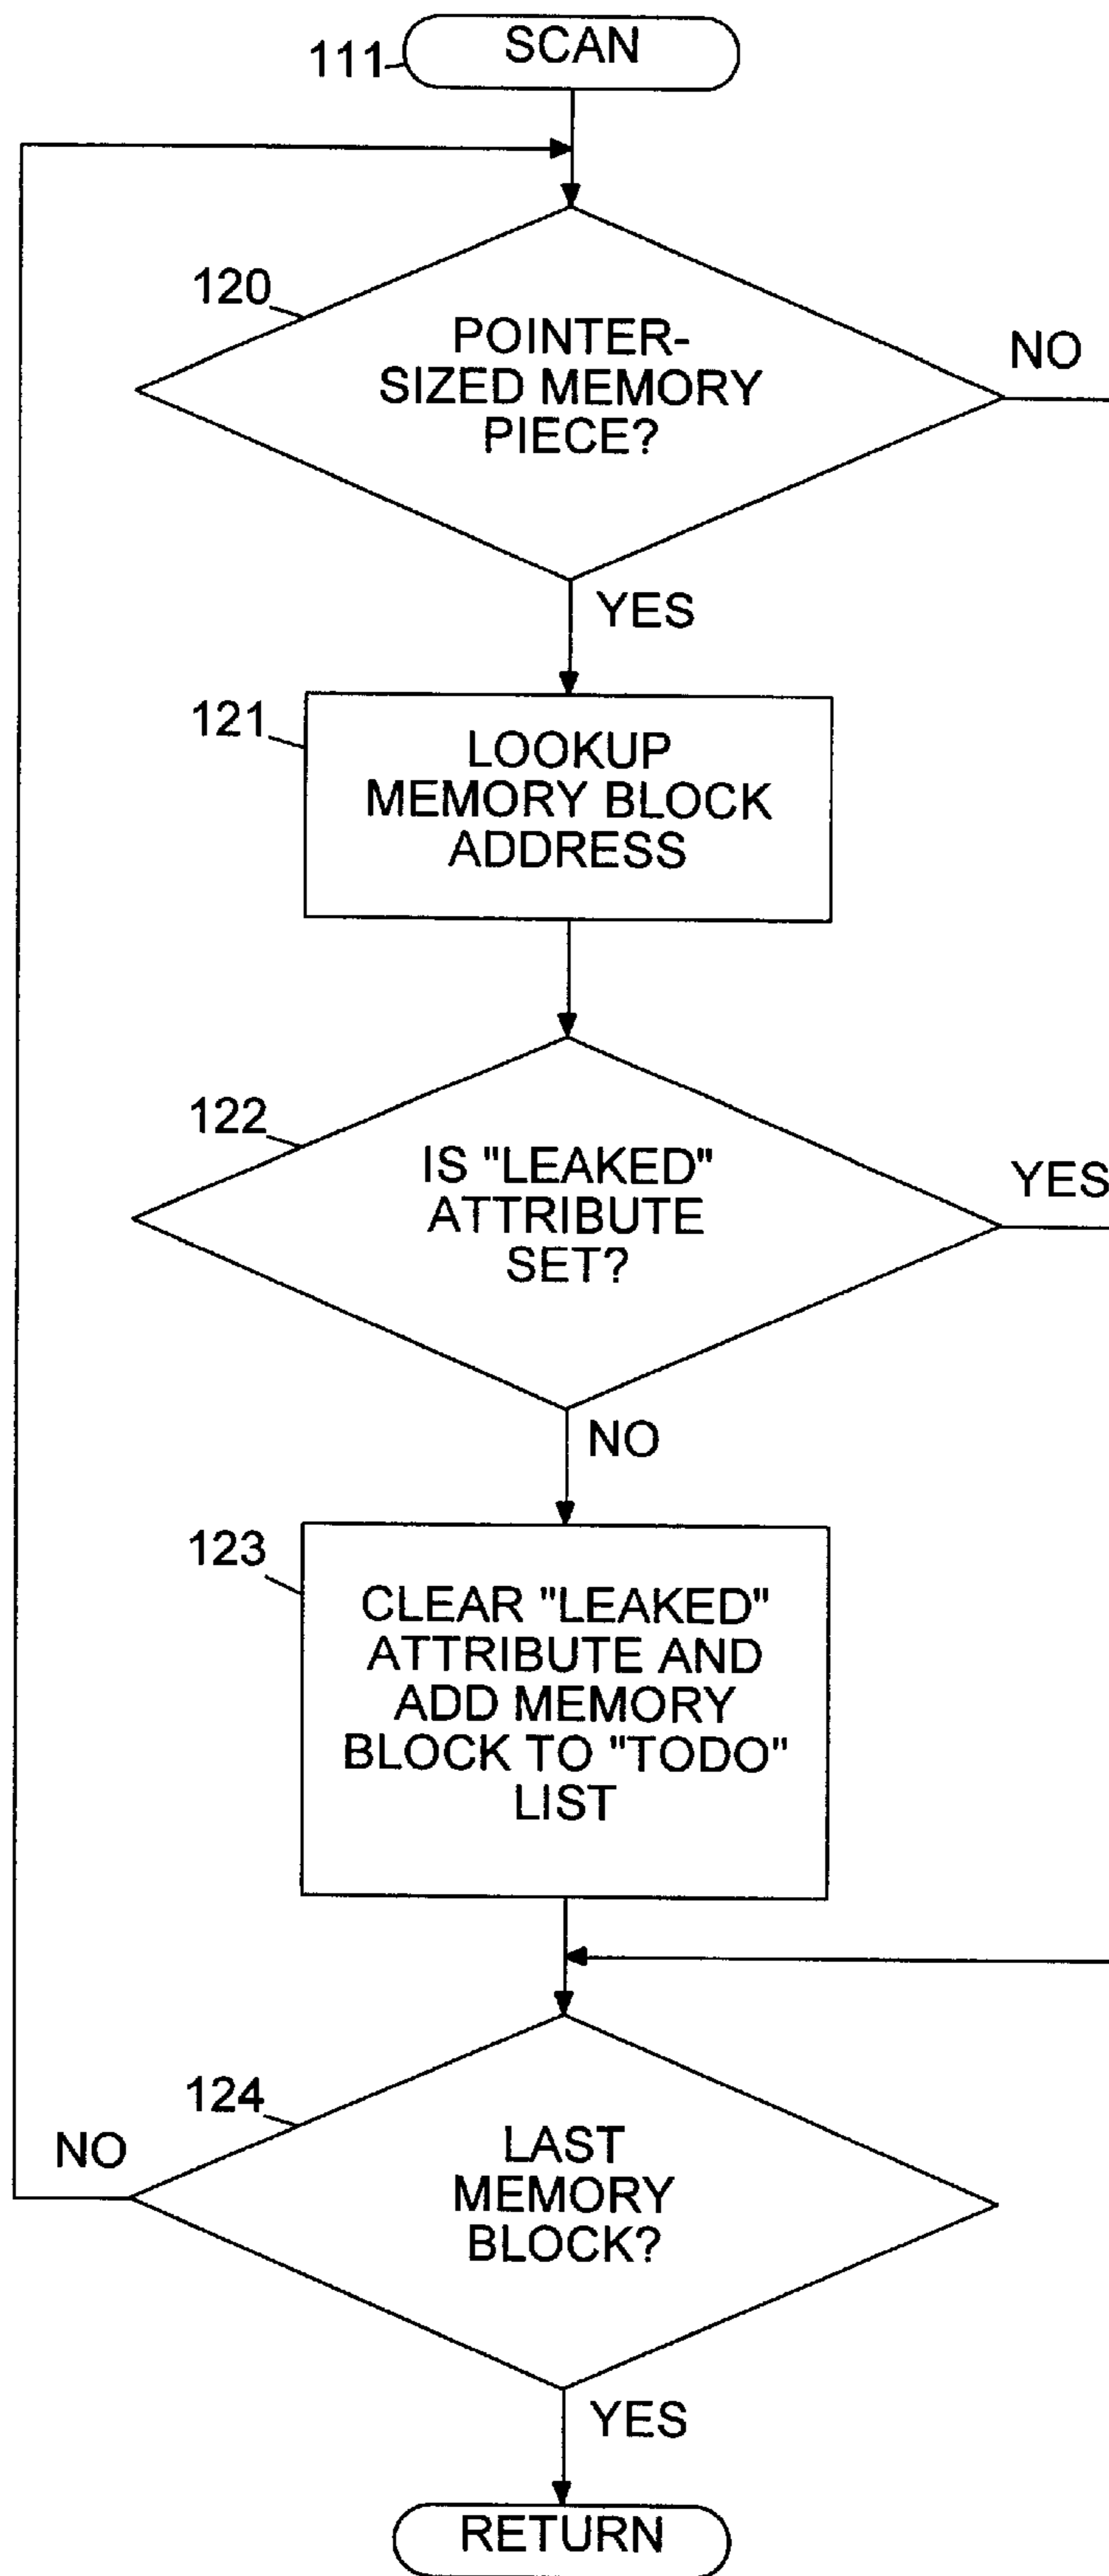 SCAN
111
120
POINTER-
SIZED MEMORY
PIECE?
NO
YES
121
LOOKUP
MEMORY BLOCK
ADDRESS
122
IS "LEAKED"
ATTRIBUTE
SET?
YES
NO
123
CLEAR "LEAKED"
ATTRIBUTE AND
ADD MEMORY
BLOCK TO "TODO"
LIST
124
NO
LAST
MEMORY
BLOCK?
YES
RETURN